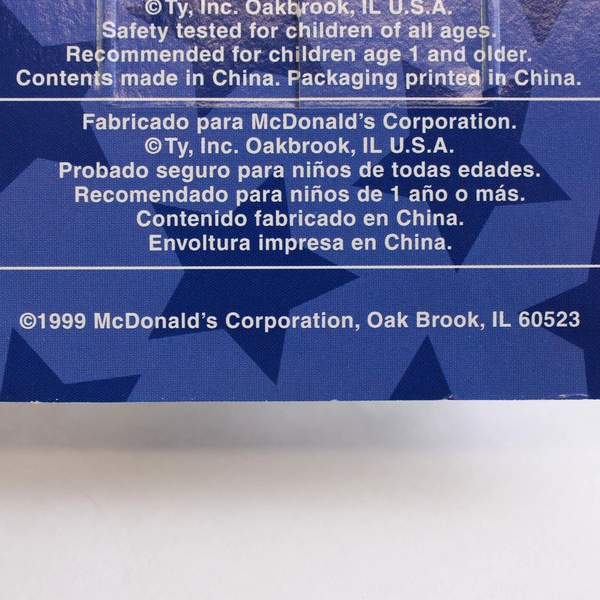 ©Ty, Inc. Oakbrook, IL U.S.A.
Safety tested for children of all ages.
Recommended for children age 1 and older.
Contents made in China. Packaging printed in China.
Fabricado para McDonald's Corporation.
©Ty, Inc. Oakbrook, IL U.S.A.
Probado seguro para niños de todas edades.
Recomendado para niños de 1 año o más.
Contenido fabricado en China.
Envoltura impresa en China.
©1999 McDonald's Corporation, Oak Brook, IL 60523